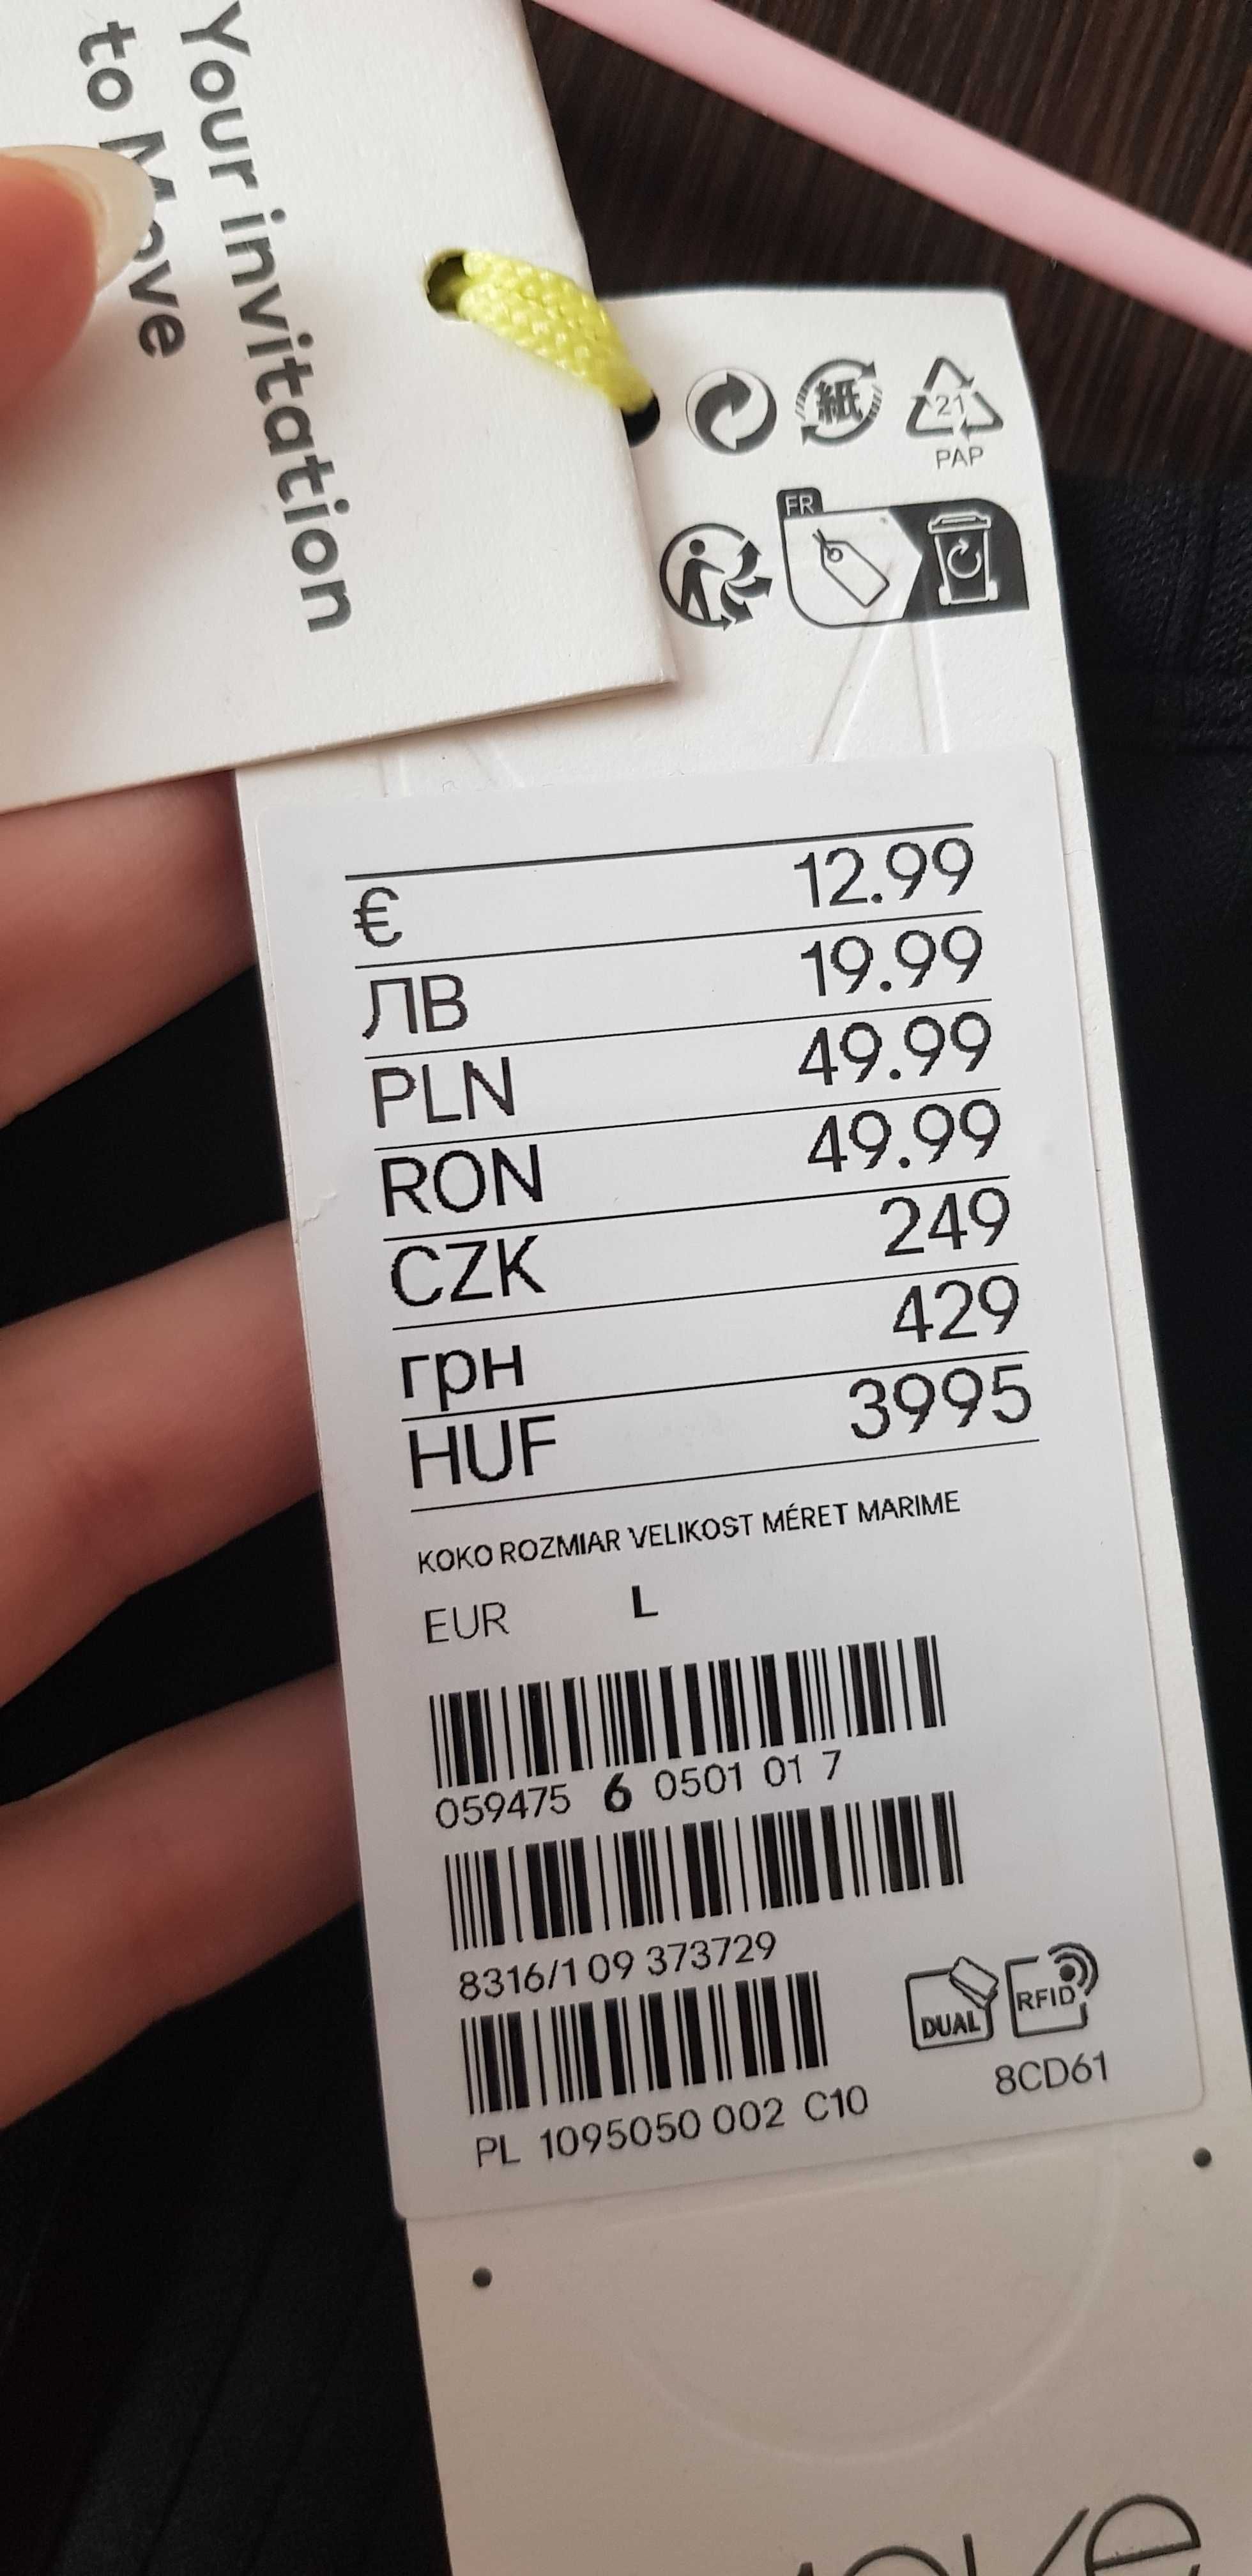 Your invitation
to Move
紙
21
PAP
FR
€ 12.99
ЛВ 19.99
PLN 49.99
RON 49.99
CZK 249
грн 429
HUF 3995
KOKO ROZMIAR VELIKOST MÉRET MARIME
EUR L
059475 6 0501 01 7
8316/1 09 373729
DUAL RFID
8CD61
PL 1095050 002 C10